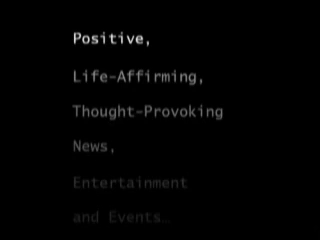 Positive,
Life-Affirming,
Thought-Provoking
News,
Entertainment
and Events…